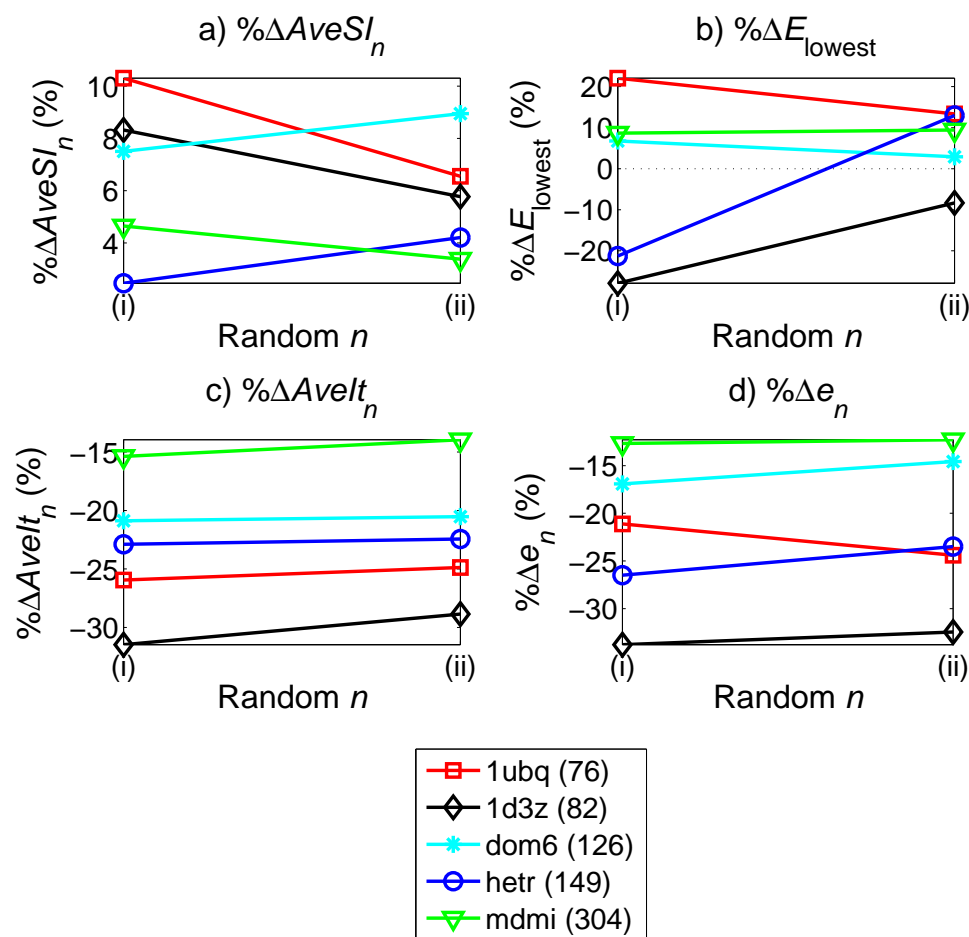 a) %ΔAveSI_n
b) %ΔE_lowest
%ΔAveSI_n (%)
10
8
6
4
(i)
(ii)
Random n
%ΔE_lowest (%)
20
10
0
−10
−20
(i)
(ii)
Random n
c) %ΔAveIt_n
d) %Δe_n
%ΔAveIt_n (%)
−15
−20
−25
−30
(i)
(ii)
Random n
%Δe_n (%)
−15
−20
−25
−30
(i)
(ii)
Random n
1ubq (76)
1d3z (82)
dom6 (126)
hetr (149)
mdmi (304)